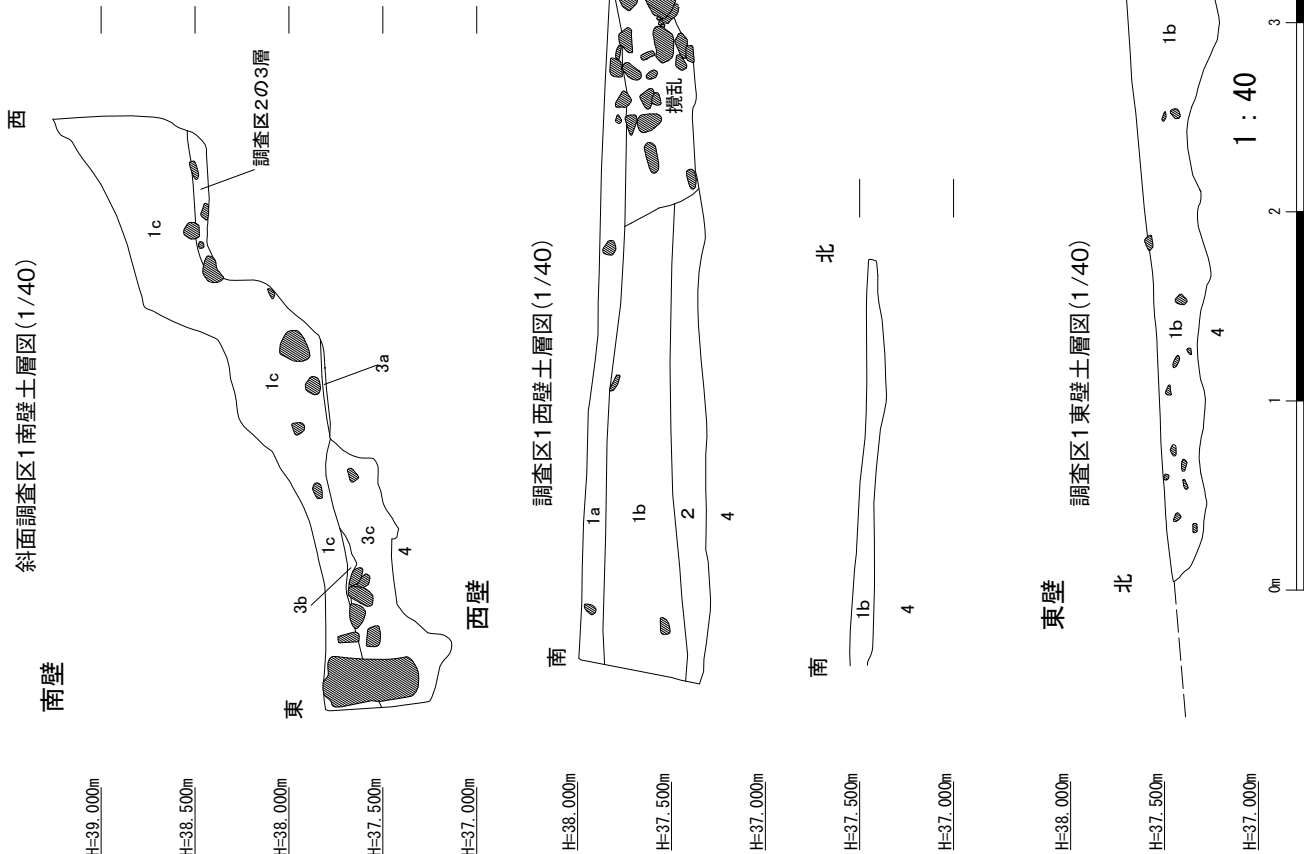 南壁
斜面調査区1南壁土層図(1/40)
西
東
1c
調査区2の3層
1c
3a
1c
3c
3b
4
H=39.000m
H=38.500m
H=38.000m
H=37.500m
H=37.000m
西壁
調査区1西壁土層図(1/40)
南
1a
1b
2
4
攪乱
H=38.000m
H=37.500m
H=37.000m
南
北
1b
4
H=37.500m
H=37.000m
東壁
調査区1東壁土層図(1/40)
北
1b
1b
4
H=38.000m
H=37.500m
H=37.000m
1:40
0m 1 2 3